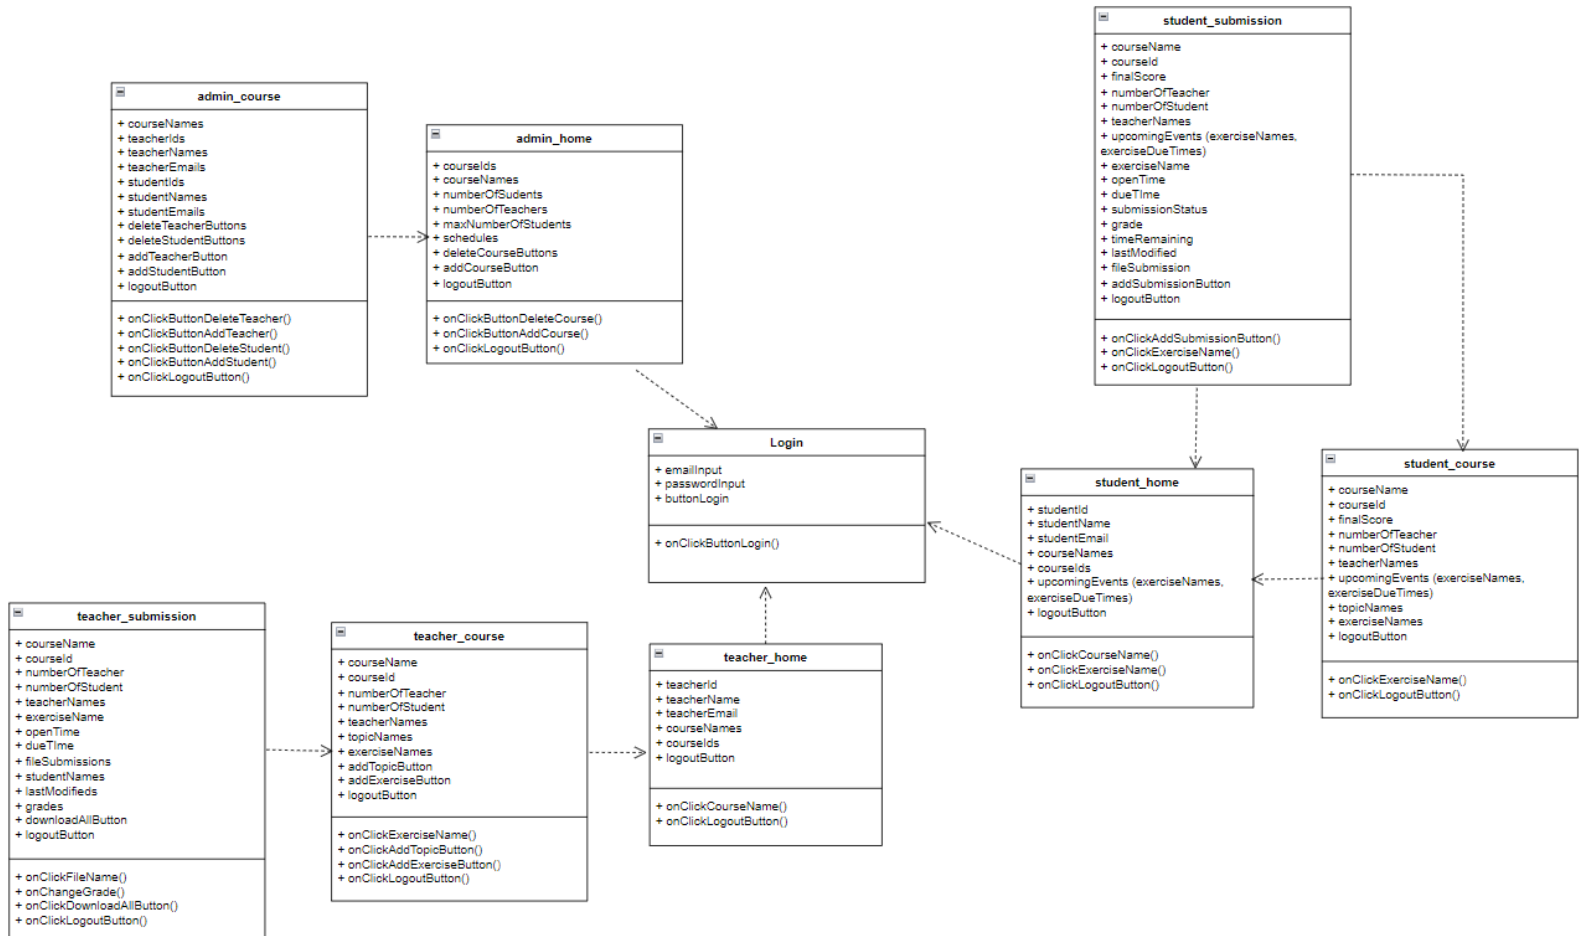 student_submission
+ courseName
+ courseId
+ finalScore
+ numberOfTeacher
+ numberOfStudent
+ teacherNames
+ upcomingEvents (exerciseNames,
exerciseDueTimes)
+ exerciseName
+ openTime
+ dueTIme
+ submissionStatus
+ grade
+ timeRemaining
+ lastModified
+ fileSubmission
+ addSubmissionButton
+ logoutButton
+ onClickAddSubmissionButton()
+ onClickExerciseName()
+ onClickLogoutButton()
admin_course
+ courseNames
+ teacherIds
+ teacherNames
+ teacherEmails
+ studentIds
+ studentNames
+ studentEmails
+ deleteTeacherButtons
+ deleteStudentButtons
+ addTeacherButton
+ addStudentButton
+ logoutButton
+ onClickButtonDeleteTeacher()
+ onClickButtonAddTeacher()
+ onClickButtonDeleteStudent()
+ onClickButtonAddStudent()
+ onClickLogoutButton()
admin_home
+ courseIds
+ courseNames
+ numberOfSudents
+ numberOfTeachers
+ maxNumberOfStudents
+ schedules
+ deleteCourseButtons
+ addCourseButton
+ logoutButton
+ onClickButtonDeleteCourse()
+ onClickButtonAddCourse()
+ onClickLogoutButton()
Login
+ emailInput
+ passwordInput
+ buttonLogin
+ onClickButtonLogin()
student_home
+ studentId
+ studentName
+ studentEmail
+ courseNames
+ courseIds
+ upcomingEvents (exerciseNames,
exerciseDueTimes)
+ logoutButton
+ onClickCourseName()
+ onClickExerciseName()
+ onClickLogoutButton()
student_course
+ courseName
+ courseId
+ finalScore
+ numberOfTeacher
+ numberOfStudent
+ teacherNames
+ upcomingEvents (exerciseNames,
exerciseDueTimes)
+ topicNames
+ exerciseNames
+ logoutButton
+ onClickExerciseName()
+ onClickLogoutButton()
teacher_submission
+ courseName
+ courseId
+ numberOfTeacher
+ numberOfStudent
+ teacherNames
+ exerciseName
+ openTime
+ dueTIme
+ fileSubmissions
+ studentNames
+ lastModifieds
+ grades
+ downloadAllButton
+ logoutButton
+ onClickFileName()
+ onChangeGrade()
+ onClickDownloadAllButton()
+ onClickLogoutButton()
teacher_course
+ courseName
+ courseId
+ numberOfTeacher
+ numberOfStudent
+ teacherNames
+ topicNames
+ exerciseNames
+ addTopicButton
+ addExerciseButton
+ logoutButton
+ onClickExerciseName()
+ onClickAddTopicButton()
+ onClickAddExerciseButton()
+ onClickLogoutButton()
teacher_home
+ teacherId
+ teacherName
+ teacherEmail
+ courseNames
+ courseIds
+ logoutButton
+ onClickCourseName()
+ onClickLogoutButton()